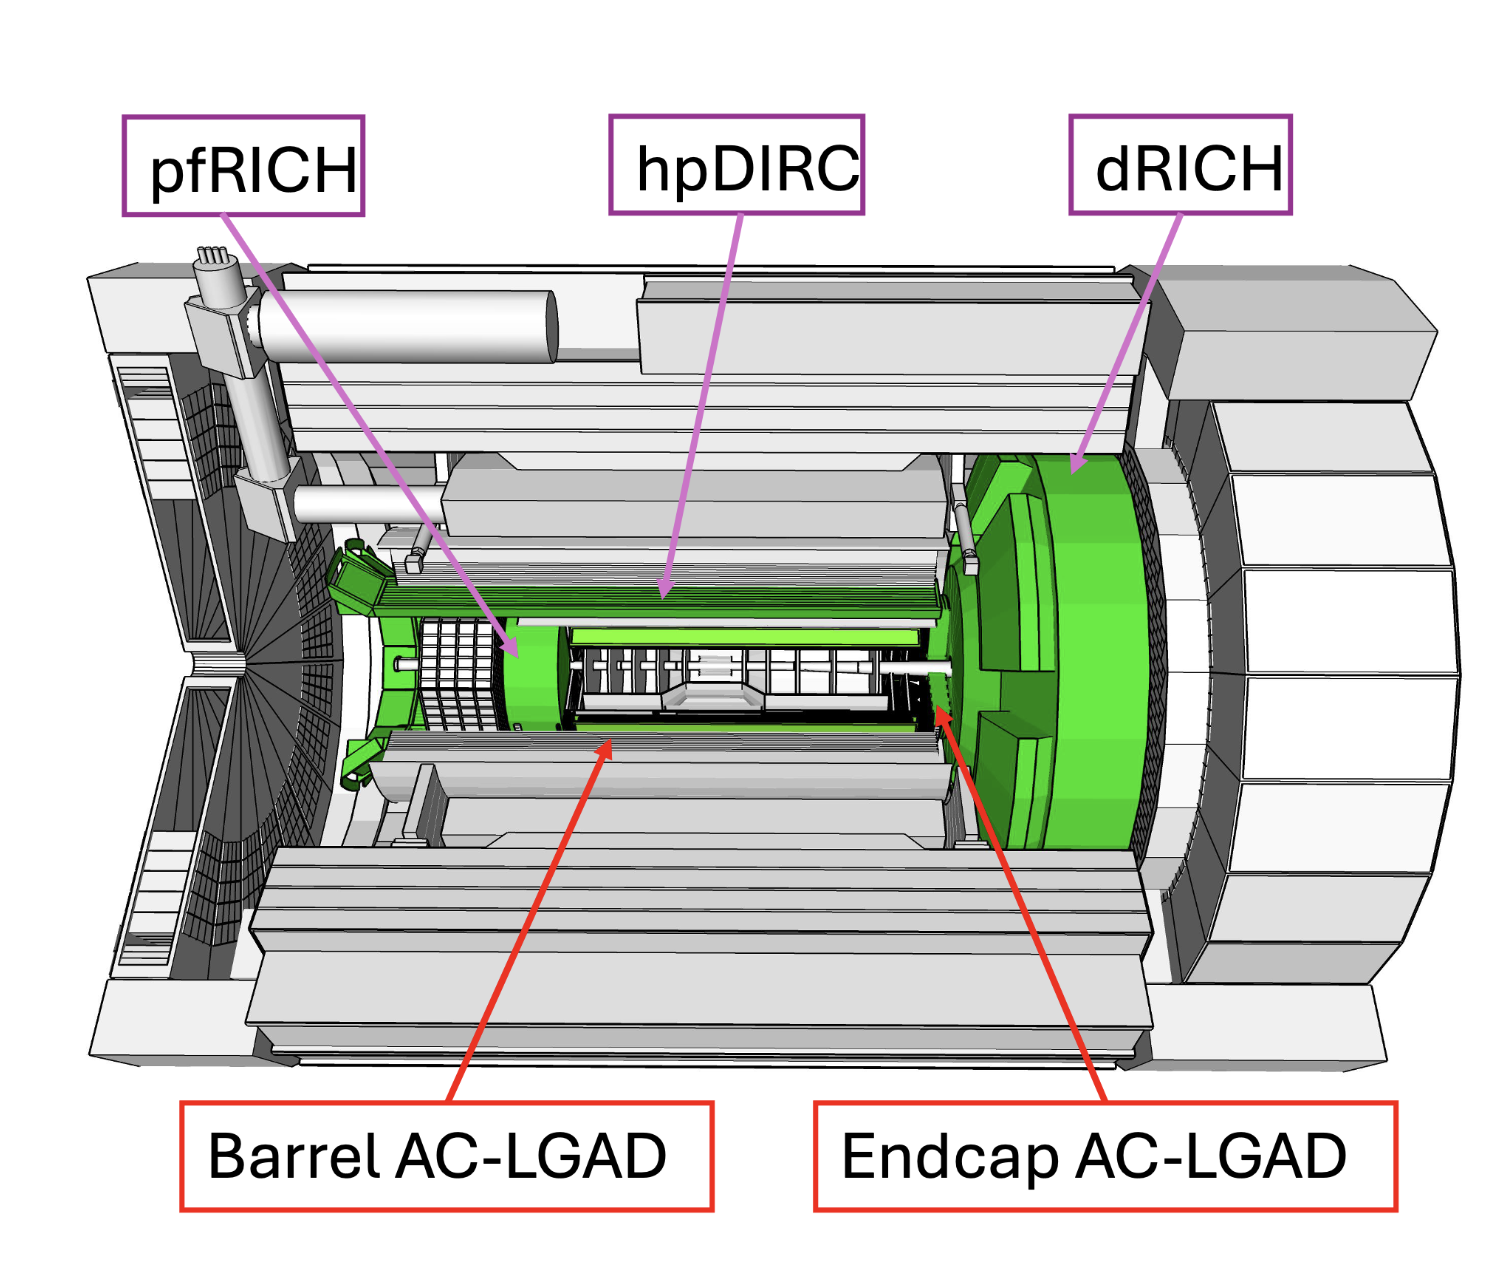 pfRICH
hpDIRC
dRICH
Barrel AC-LGAD
Endcap AC-LGAD